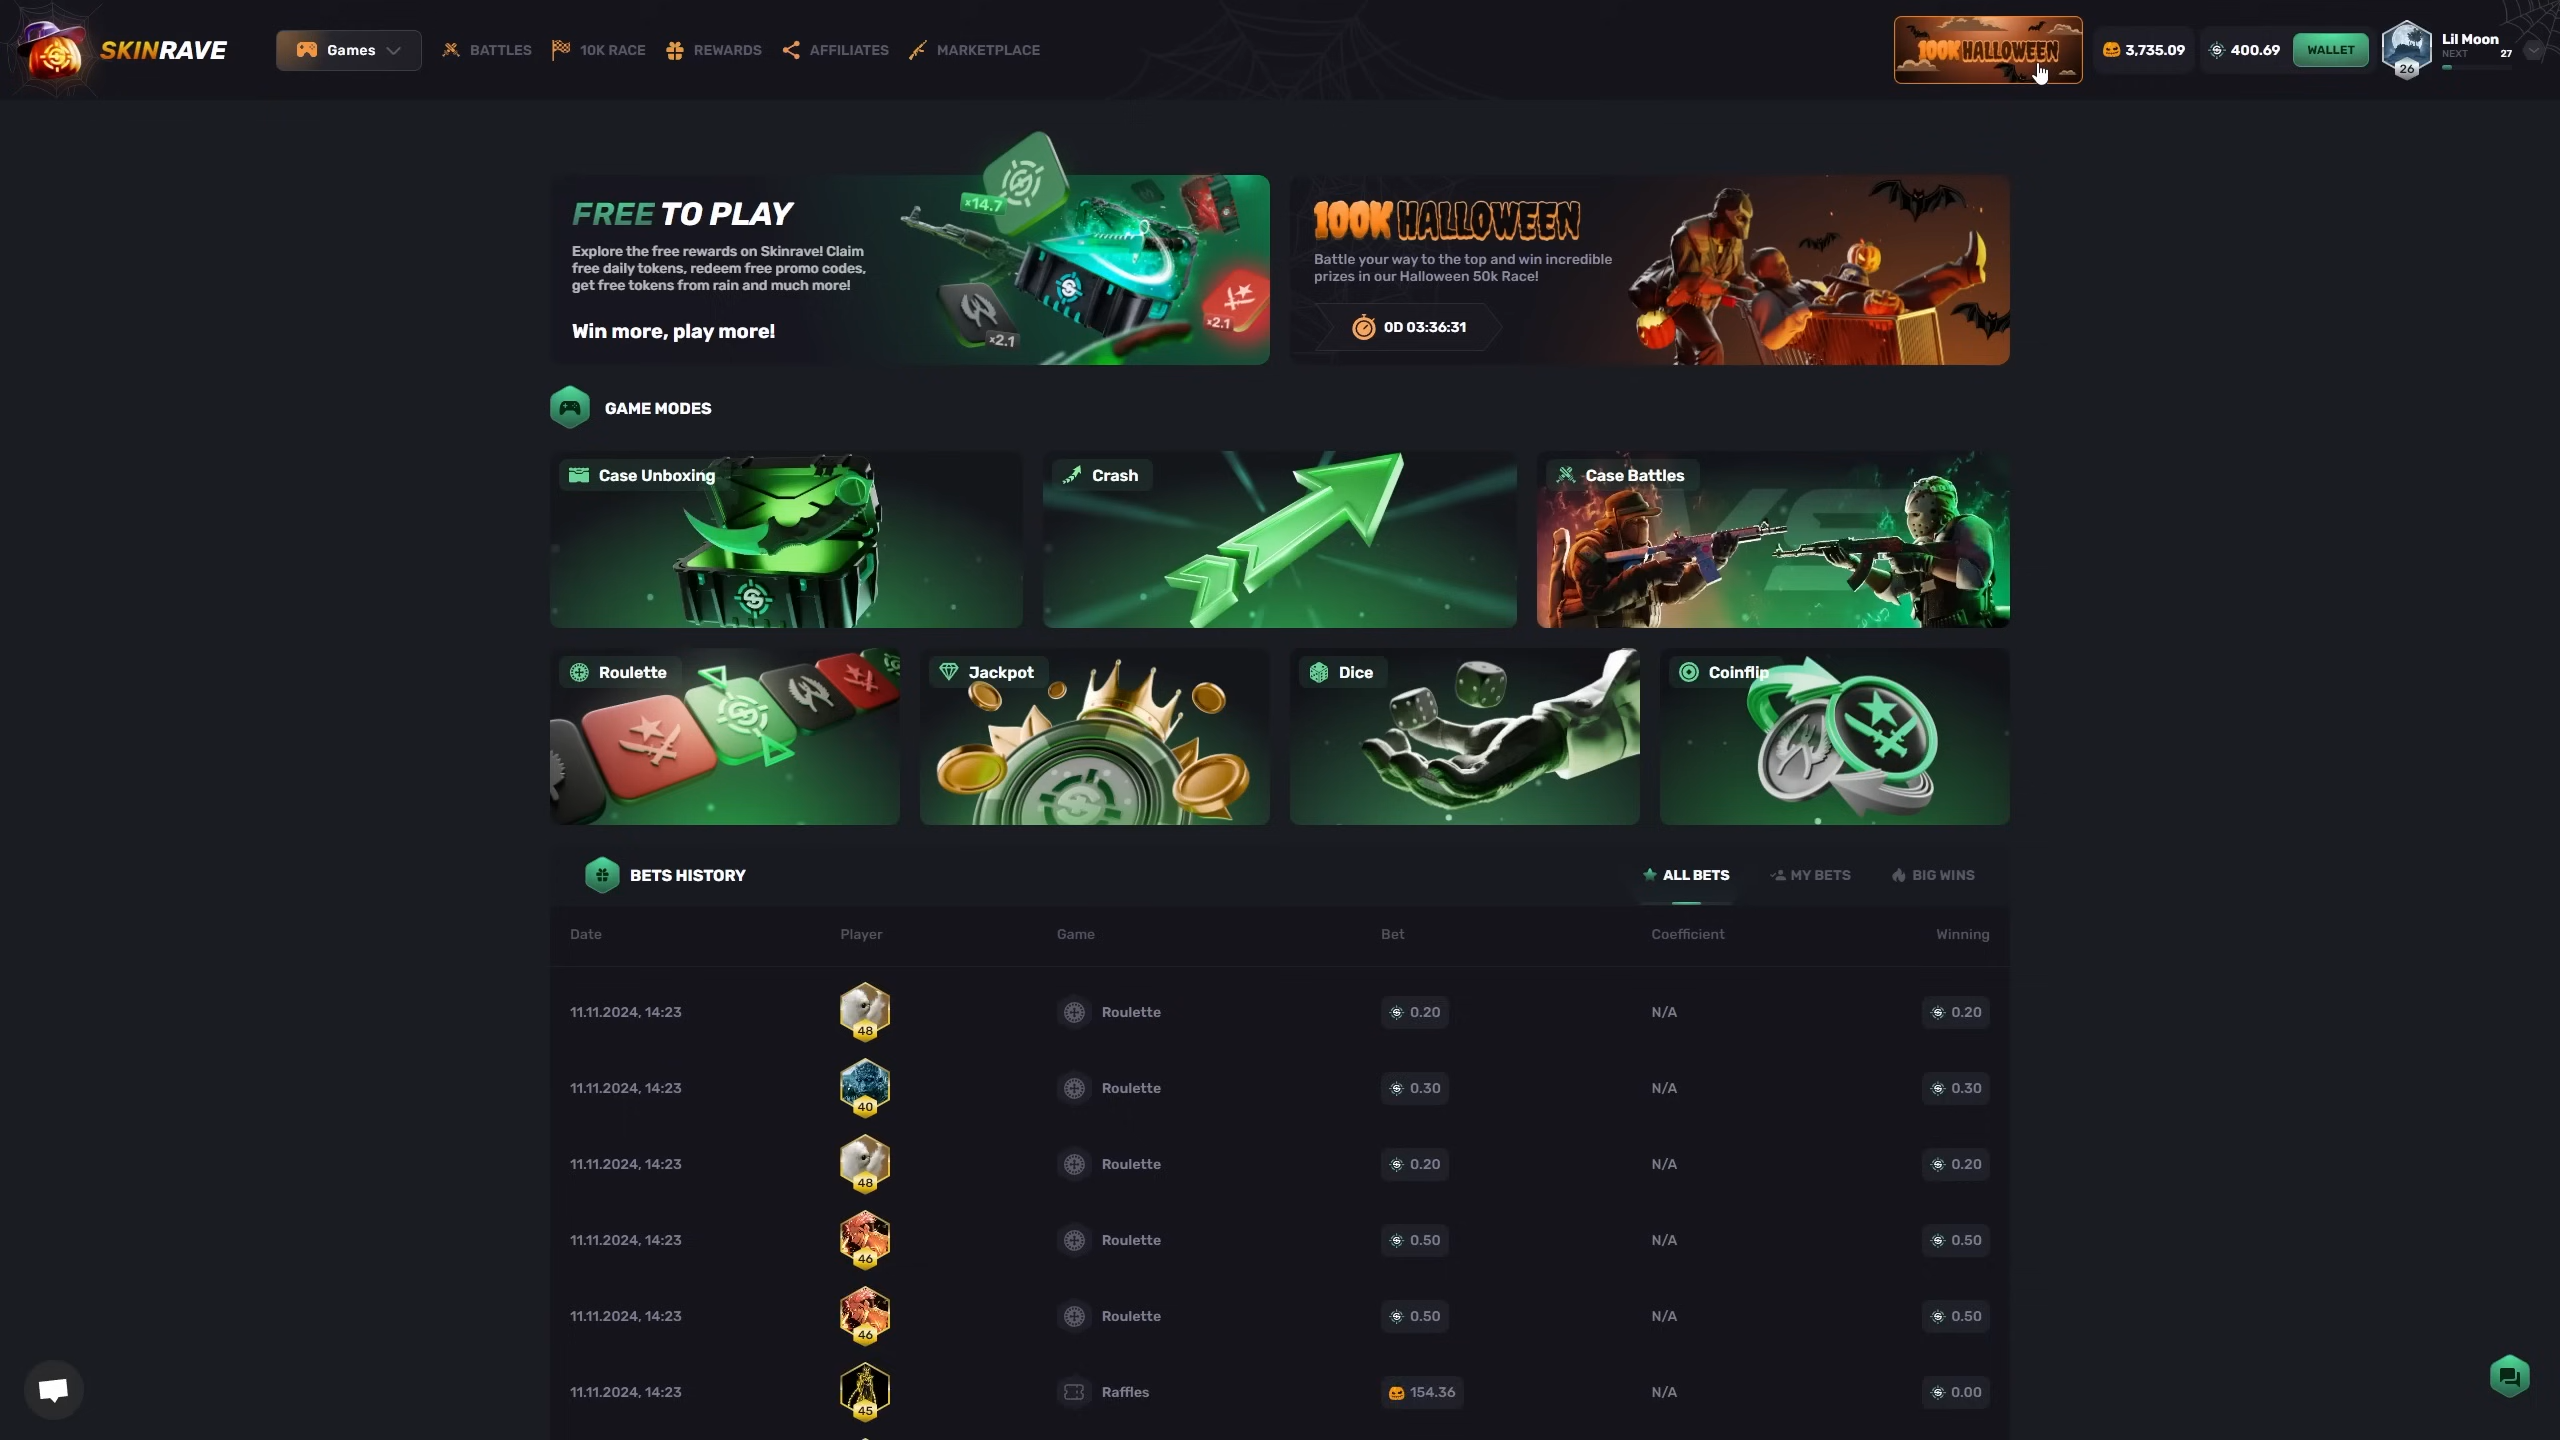 SKINRAVE
Games
BATTLES
10K RACE
REWARDS
AFFILIATES
MARKETPLACE
100K HALLOWEEN
3,735.09
400.69
WALLET
26
Lil Moon
NEXT
27
FREE TO PLAY
Explore the free rewards on Skinrave! Claim
free daily tokens, redeem free promo codes,
get free tokens from rain and much more!
Win more, play more!
x14.7
x2.1
x2.1
100K HALLOWEEN
Battle your way to the top and win incredible
prizes in our Halloween 50k Race!
0D 03:36:31
GAME MODES
Case Unboxing
Crash
Case Battles
VS
Roulette
Jackpot
Dice
Coinflip
BETS HISTORY
ALL BETS
MY BETS
BIG WINS
Date Player Game Bet Coefficient Winning
11.11.2024, 14:23 48 Roulette 0.20 N/A 0.20
11.11.2024, 14:23 40 Roulette 0.30 N/A 0.30
11.11.2024, 14:23 48 Roulette 0.20 N/A 0.20
11.11.2024, 14:23 46 Roulette 0.50 N/A 0.50
11.11.2024, 14:23 46 Roulette 0.50 N/A 0.50
11.11.2024, 14:23 45 Raffles 154.36 N/A 0.00